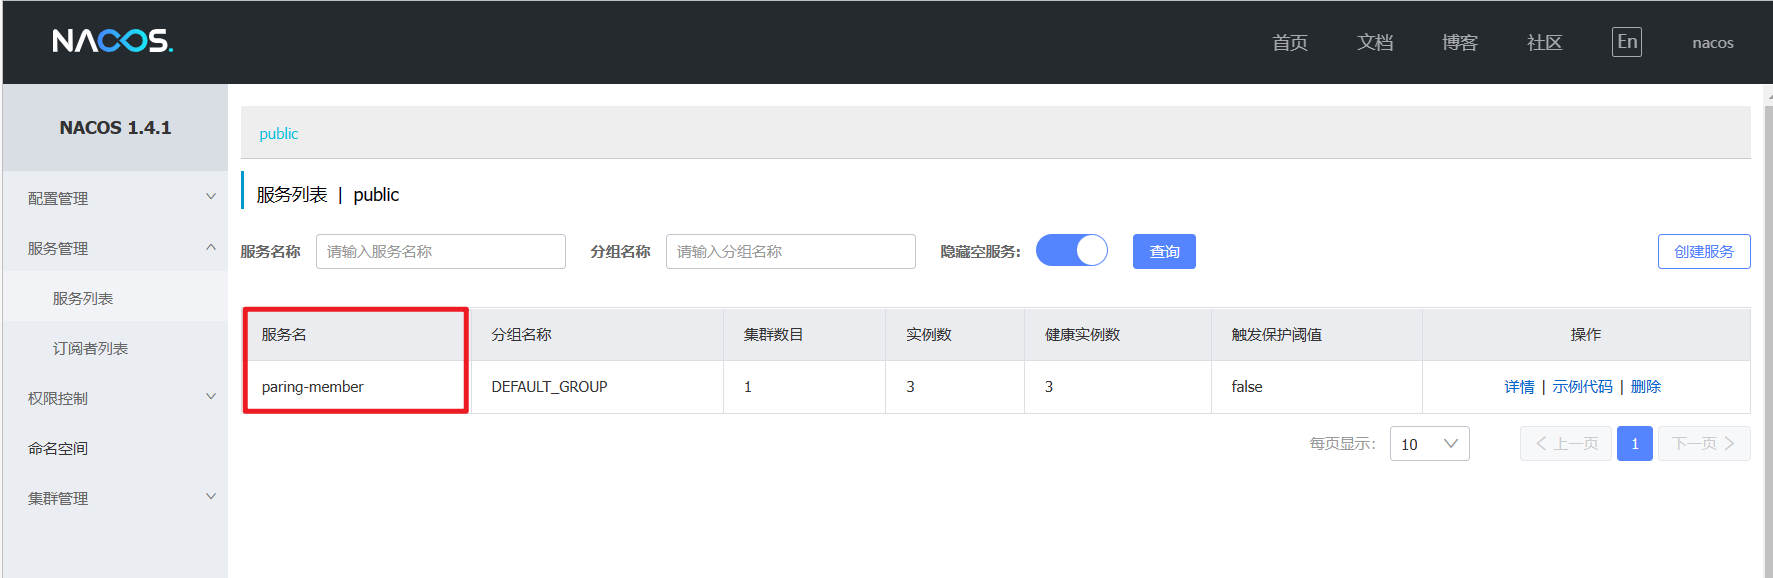 NACOS. 首页 文档 博客 社区 En nacos
NACOS 1.4.1
配置管理
服务管理
服务列表
订阅者列表
权限控制
命名空间
集群管理
public
服务列表 | public
服务名称 请输入服务名称 分组名称 请输入分组名称 隐藏空服务: 查询 创建服务
服务名 分组名称 集群数目 实例数 健康实例数 触发保护阈值 操作
paring-member DEFAULT_GROUP 1 3 3 false 详情 | 示例代码 | 删除
每页显示: 10 上一页 1 下一页